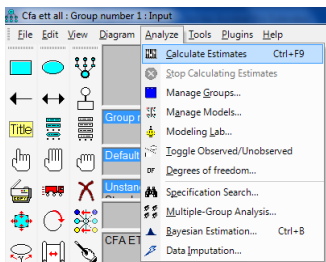 Cfa ett all : Group number 1 : Input
File Edit View Diagram Analyze Tools Plugins Help
Calculate Estimates Ctrl+F9
Stop Calculating Estimates
Manage Groups...
Manage Models...
Modeling Lab...
Toggle Observed/Unobserved
DF Degrees of freedom...
Specification Search...
Multiple-Group Analysis...
Bayesian Estimation... Ctrl+B
Data Imputation...
Title
Group n
Default
Unstan
CFA ET